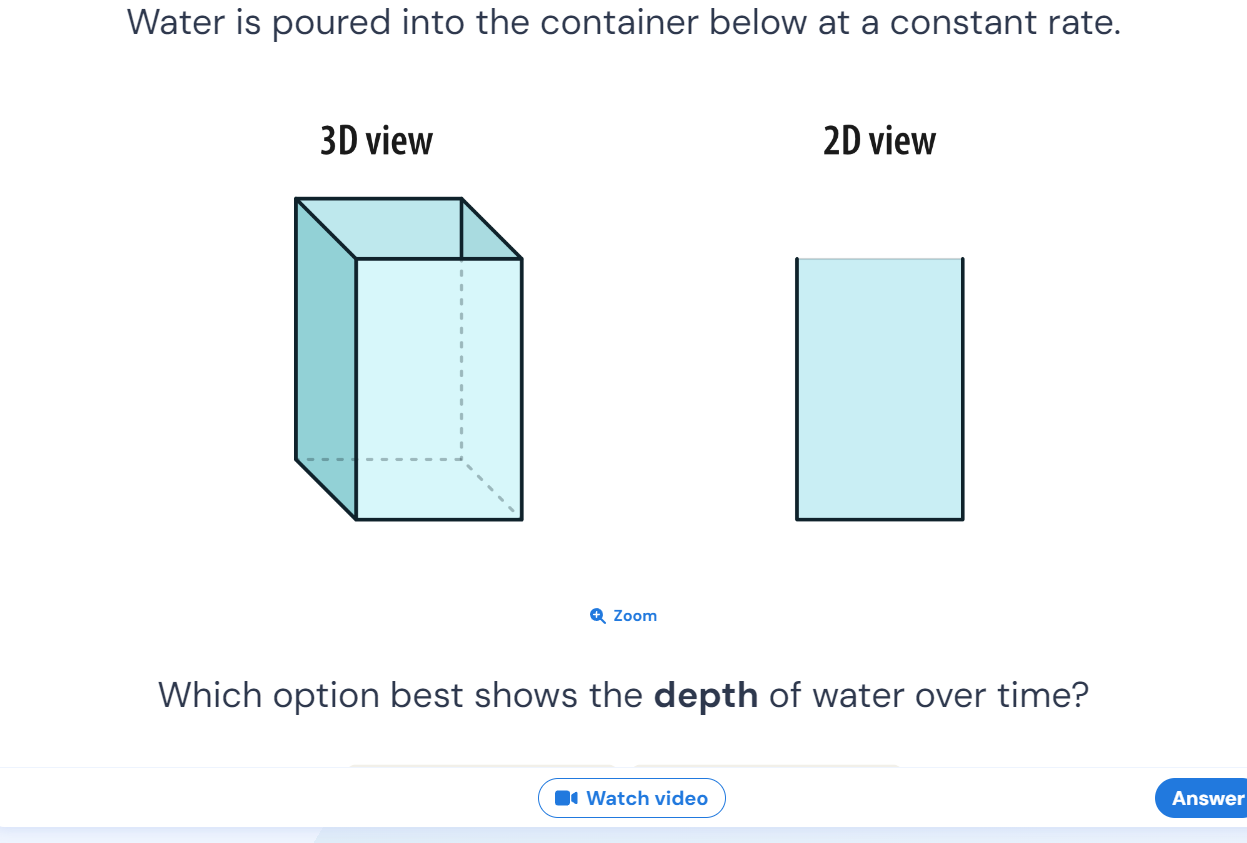 Water is poured into the container below at a constant rate.
3D view
2D view
Zoom
Which option best shows the depth of water over time?
Watch video
Answer